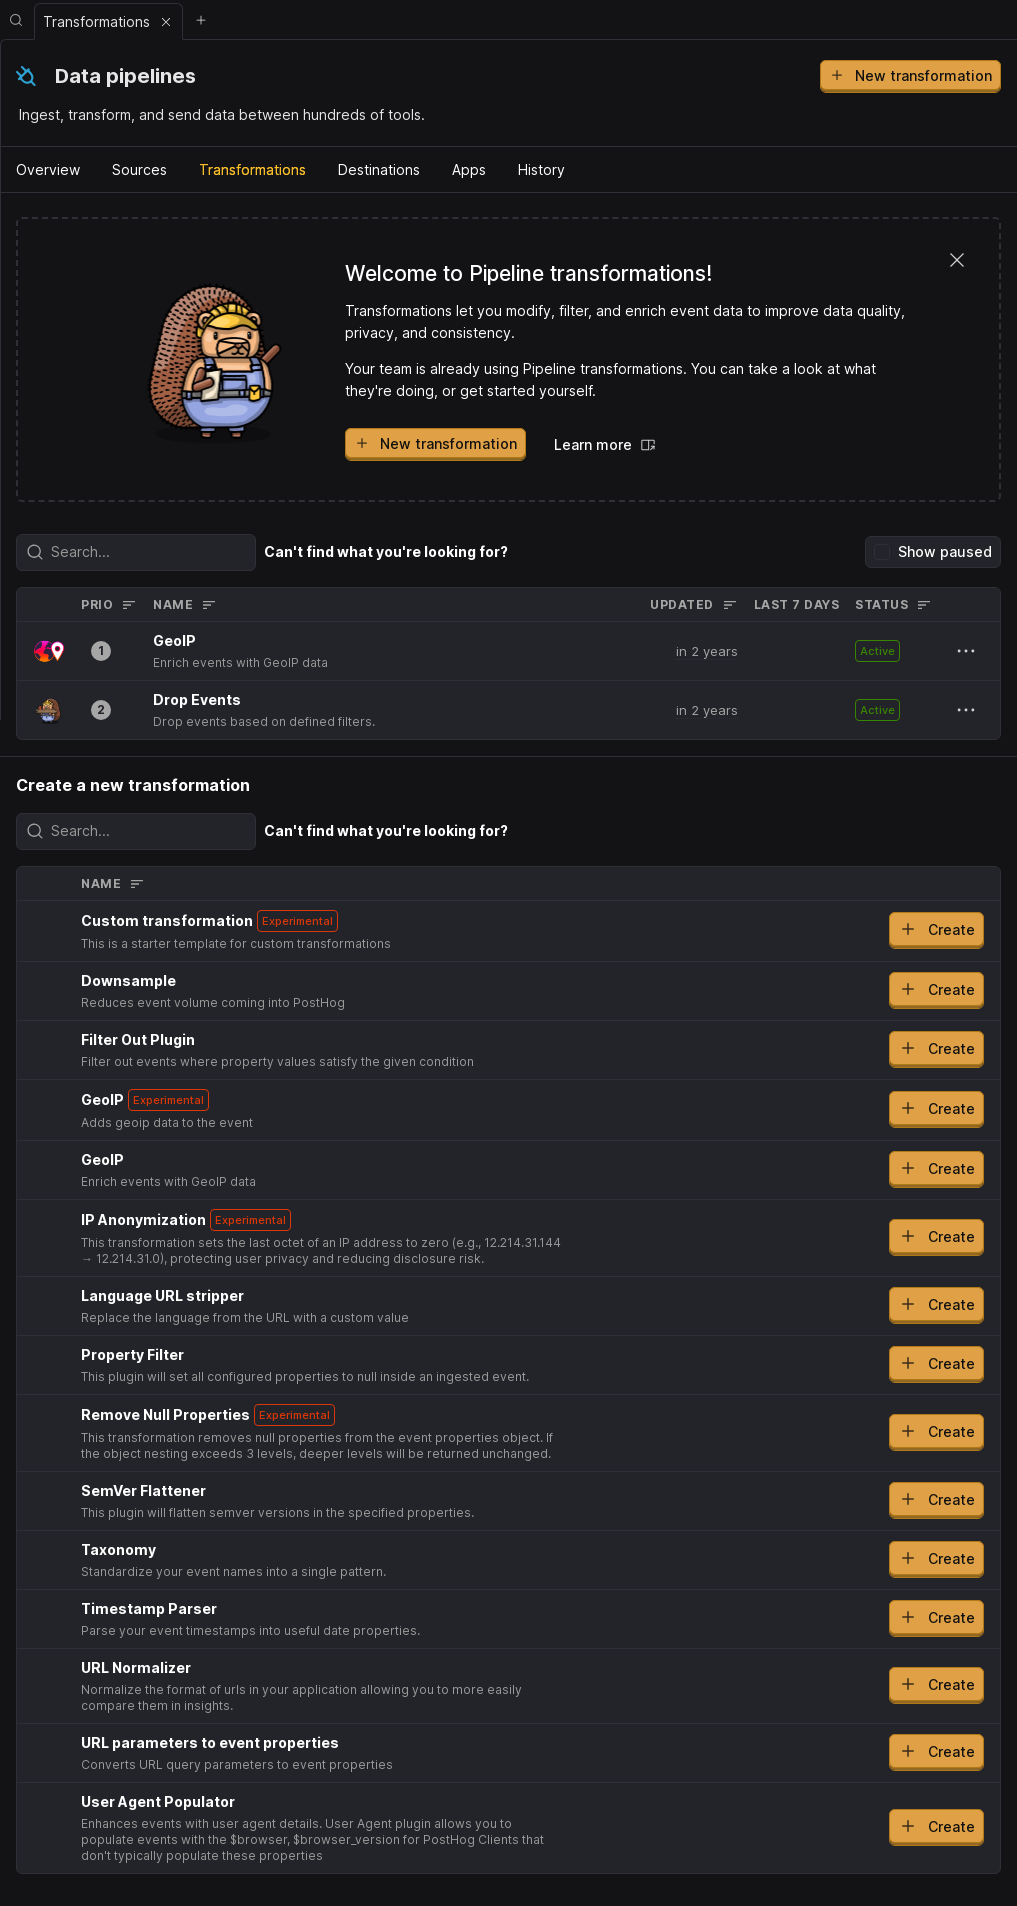 Transformations
Data pipelines
New transformation
Ingest, transform, and send data between hundreds of tools.
Overview Sources Transformations Destinations Apps History
Welcome to Pipeline transformations!
Transformations let you modify, filter, and enrich event data to improve data quality,
privacy, and consistency.
Your team is already using Pipeline transformations. You can take a look at what
they're doing, or get started yourself.
New transformation Learn more
Search... Can't find what you're looking for? Show paused
PRIO NAME UPDATED LAST 7 DAYS STATUS
1 GeoIP in 2 years Active
Enrich events with GeoIP data
2 Drop Events in 2 years Active
Drop events based on defined filters.
Create a new transformation
Search... Can't find what you're looking for?
NAME
Custom transformation Experimental
This is a starter template for custom transformations
Create
Downsample
Reduces event volume coming into PostHog
Create
Filter Out Plugin
Filter out events where property values satisfy the given condition
Create
GeoIP Experimental
Adds geoip data to the event
Create
GeoIP
Enrich events with GeoIP data
Create
IP Anonymization Experimental
This transformation sets the last octet of an IP address to zero (e.g., 12.214.31.144
→ 12.214.31.0), protecting user privacy and reducing disclosure risk.
Create
Language URL stripper
Replace the language from the URL with a custom value
Create
Property Filter
This plugin will set all configured properties to null inside an ingested event.
Create
Remove Null Properties Experimental
This transformation removes null properties from the event properties object. If
the object nesting exceeds 3 levels, deeper levels will be returned unchanged.
Create
SemVer Flattener
This plugin will flatten semver versions in the specified properties.
Create
Taxonomy
Standardize your event names into a single pattern.
Create
Timestamp Parser
Parse your event timestamps into useful date properties.
Create
URL Normalizer
Normalize the format of urls in your application allowing you to more easily
compare them in insights.
Create
URL parameters to event properties
Converts URL query parameters to event properties
Create
User Agent Populator
Enhances events with user agent details. User Agent plugin allows you to
populate events with the $browser, $browser_version for PostHog Clients that
don't typically populate these properties
Create